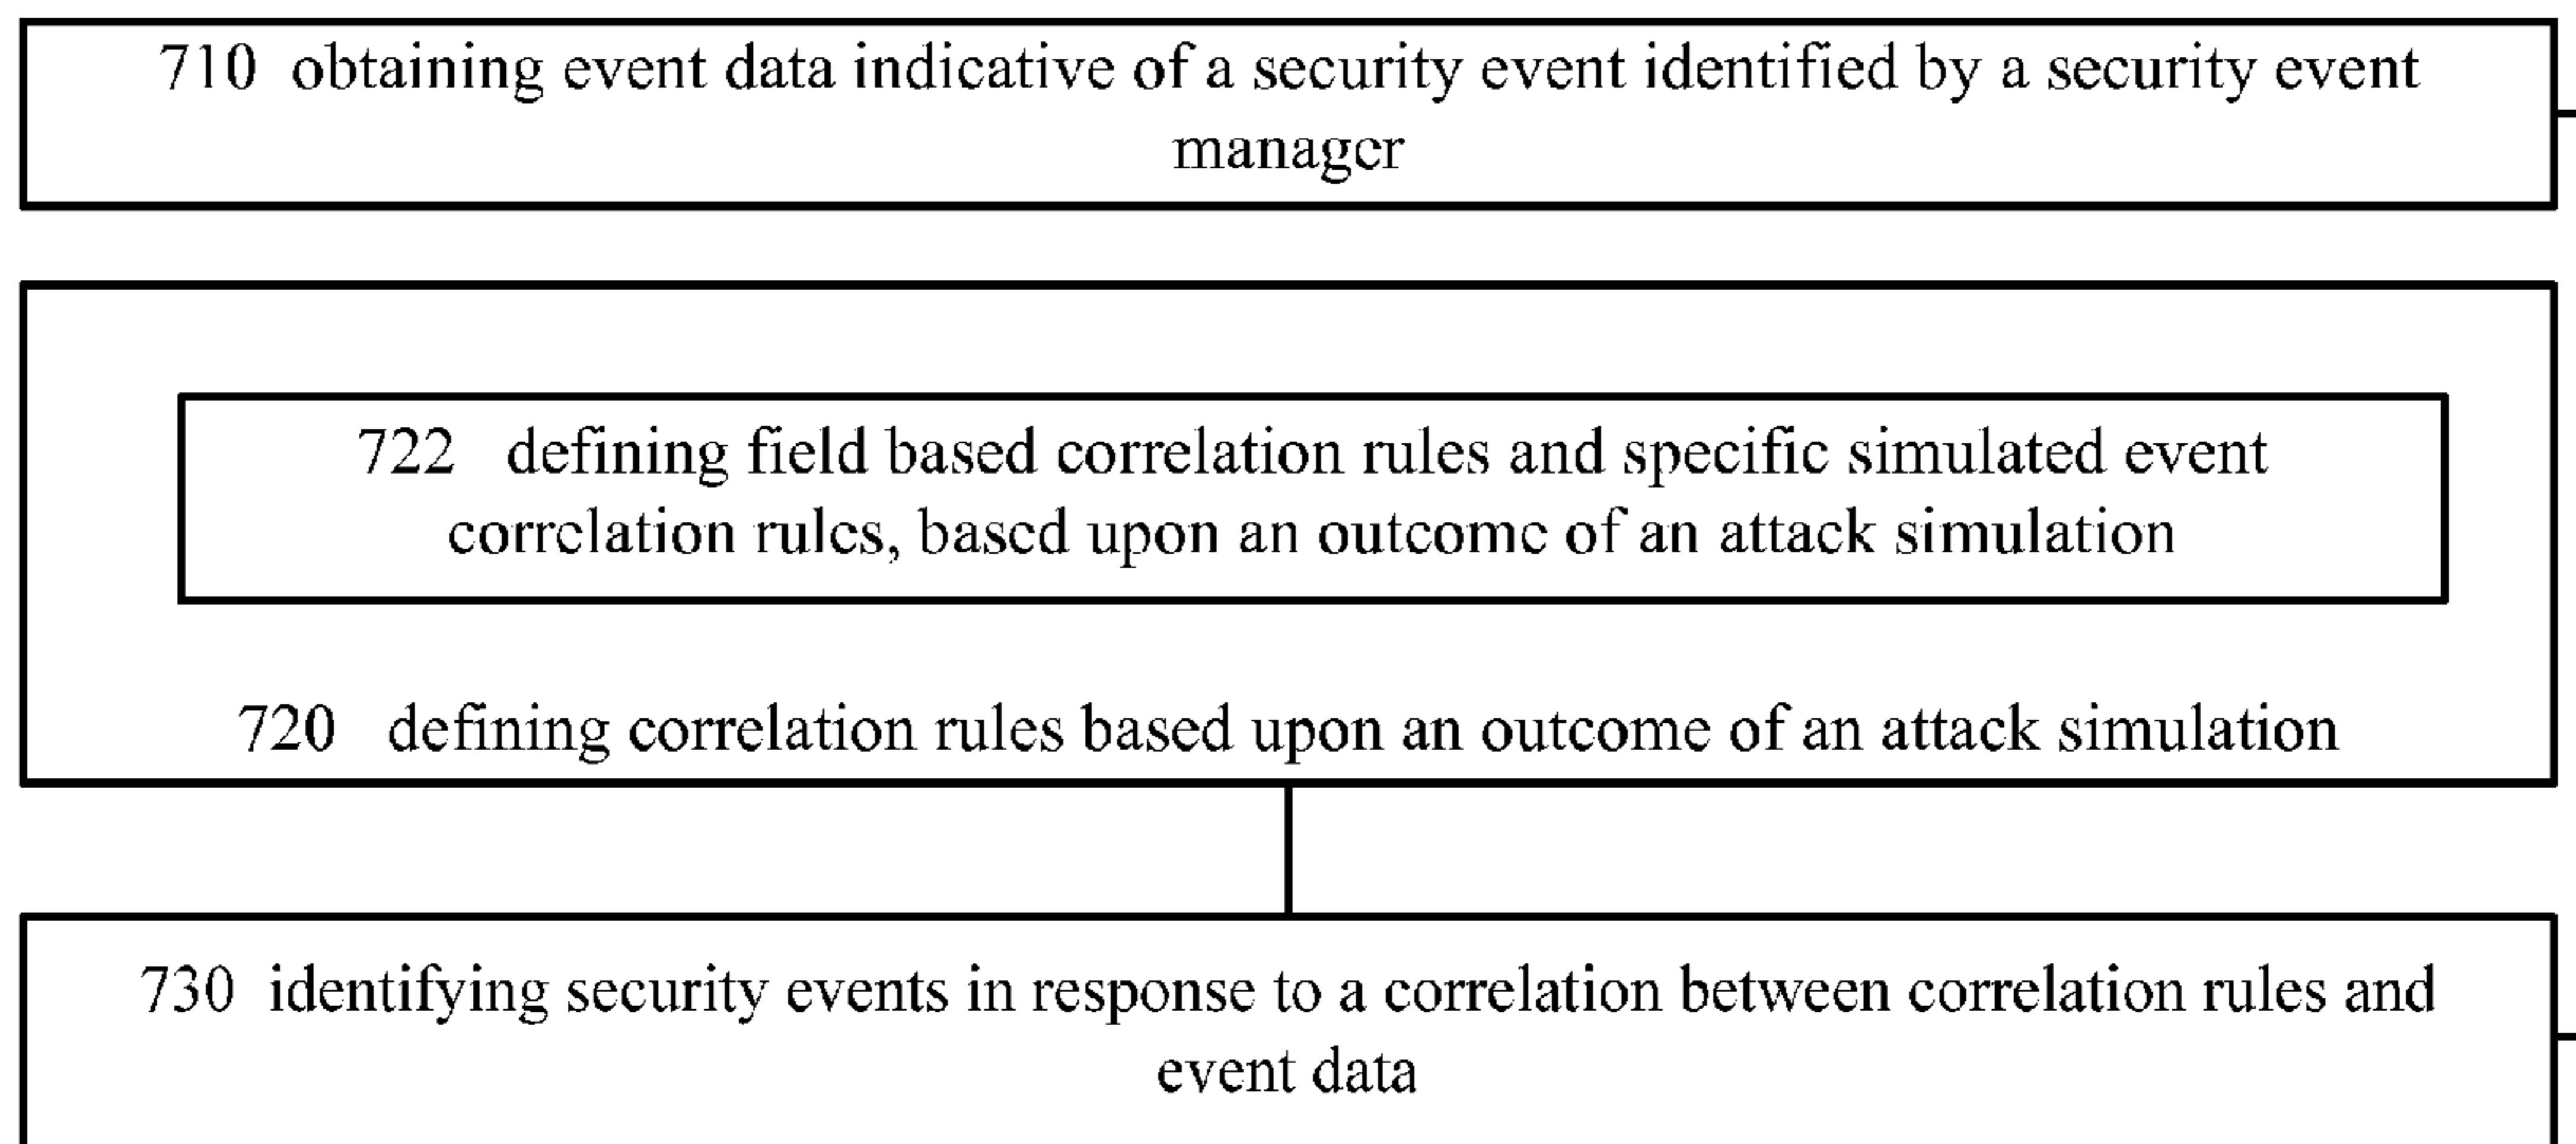 710 obtaining event data indicative of a security event identified by a security event
manager
722 defining field based correlation rules and specific simulated event
correlation rules, based upon an outcome of an attack simulation
720 defining correlation rules based upon an outcome of an attack simulation
730 identifying security events in response to a correlation between correlation rules and
event data